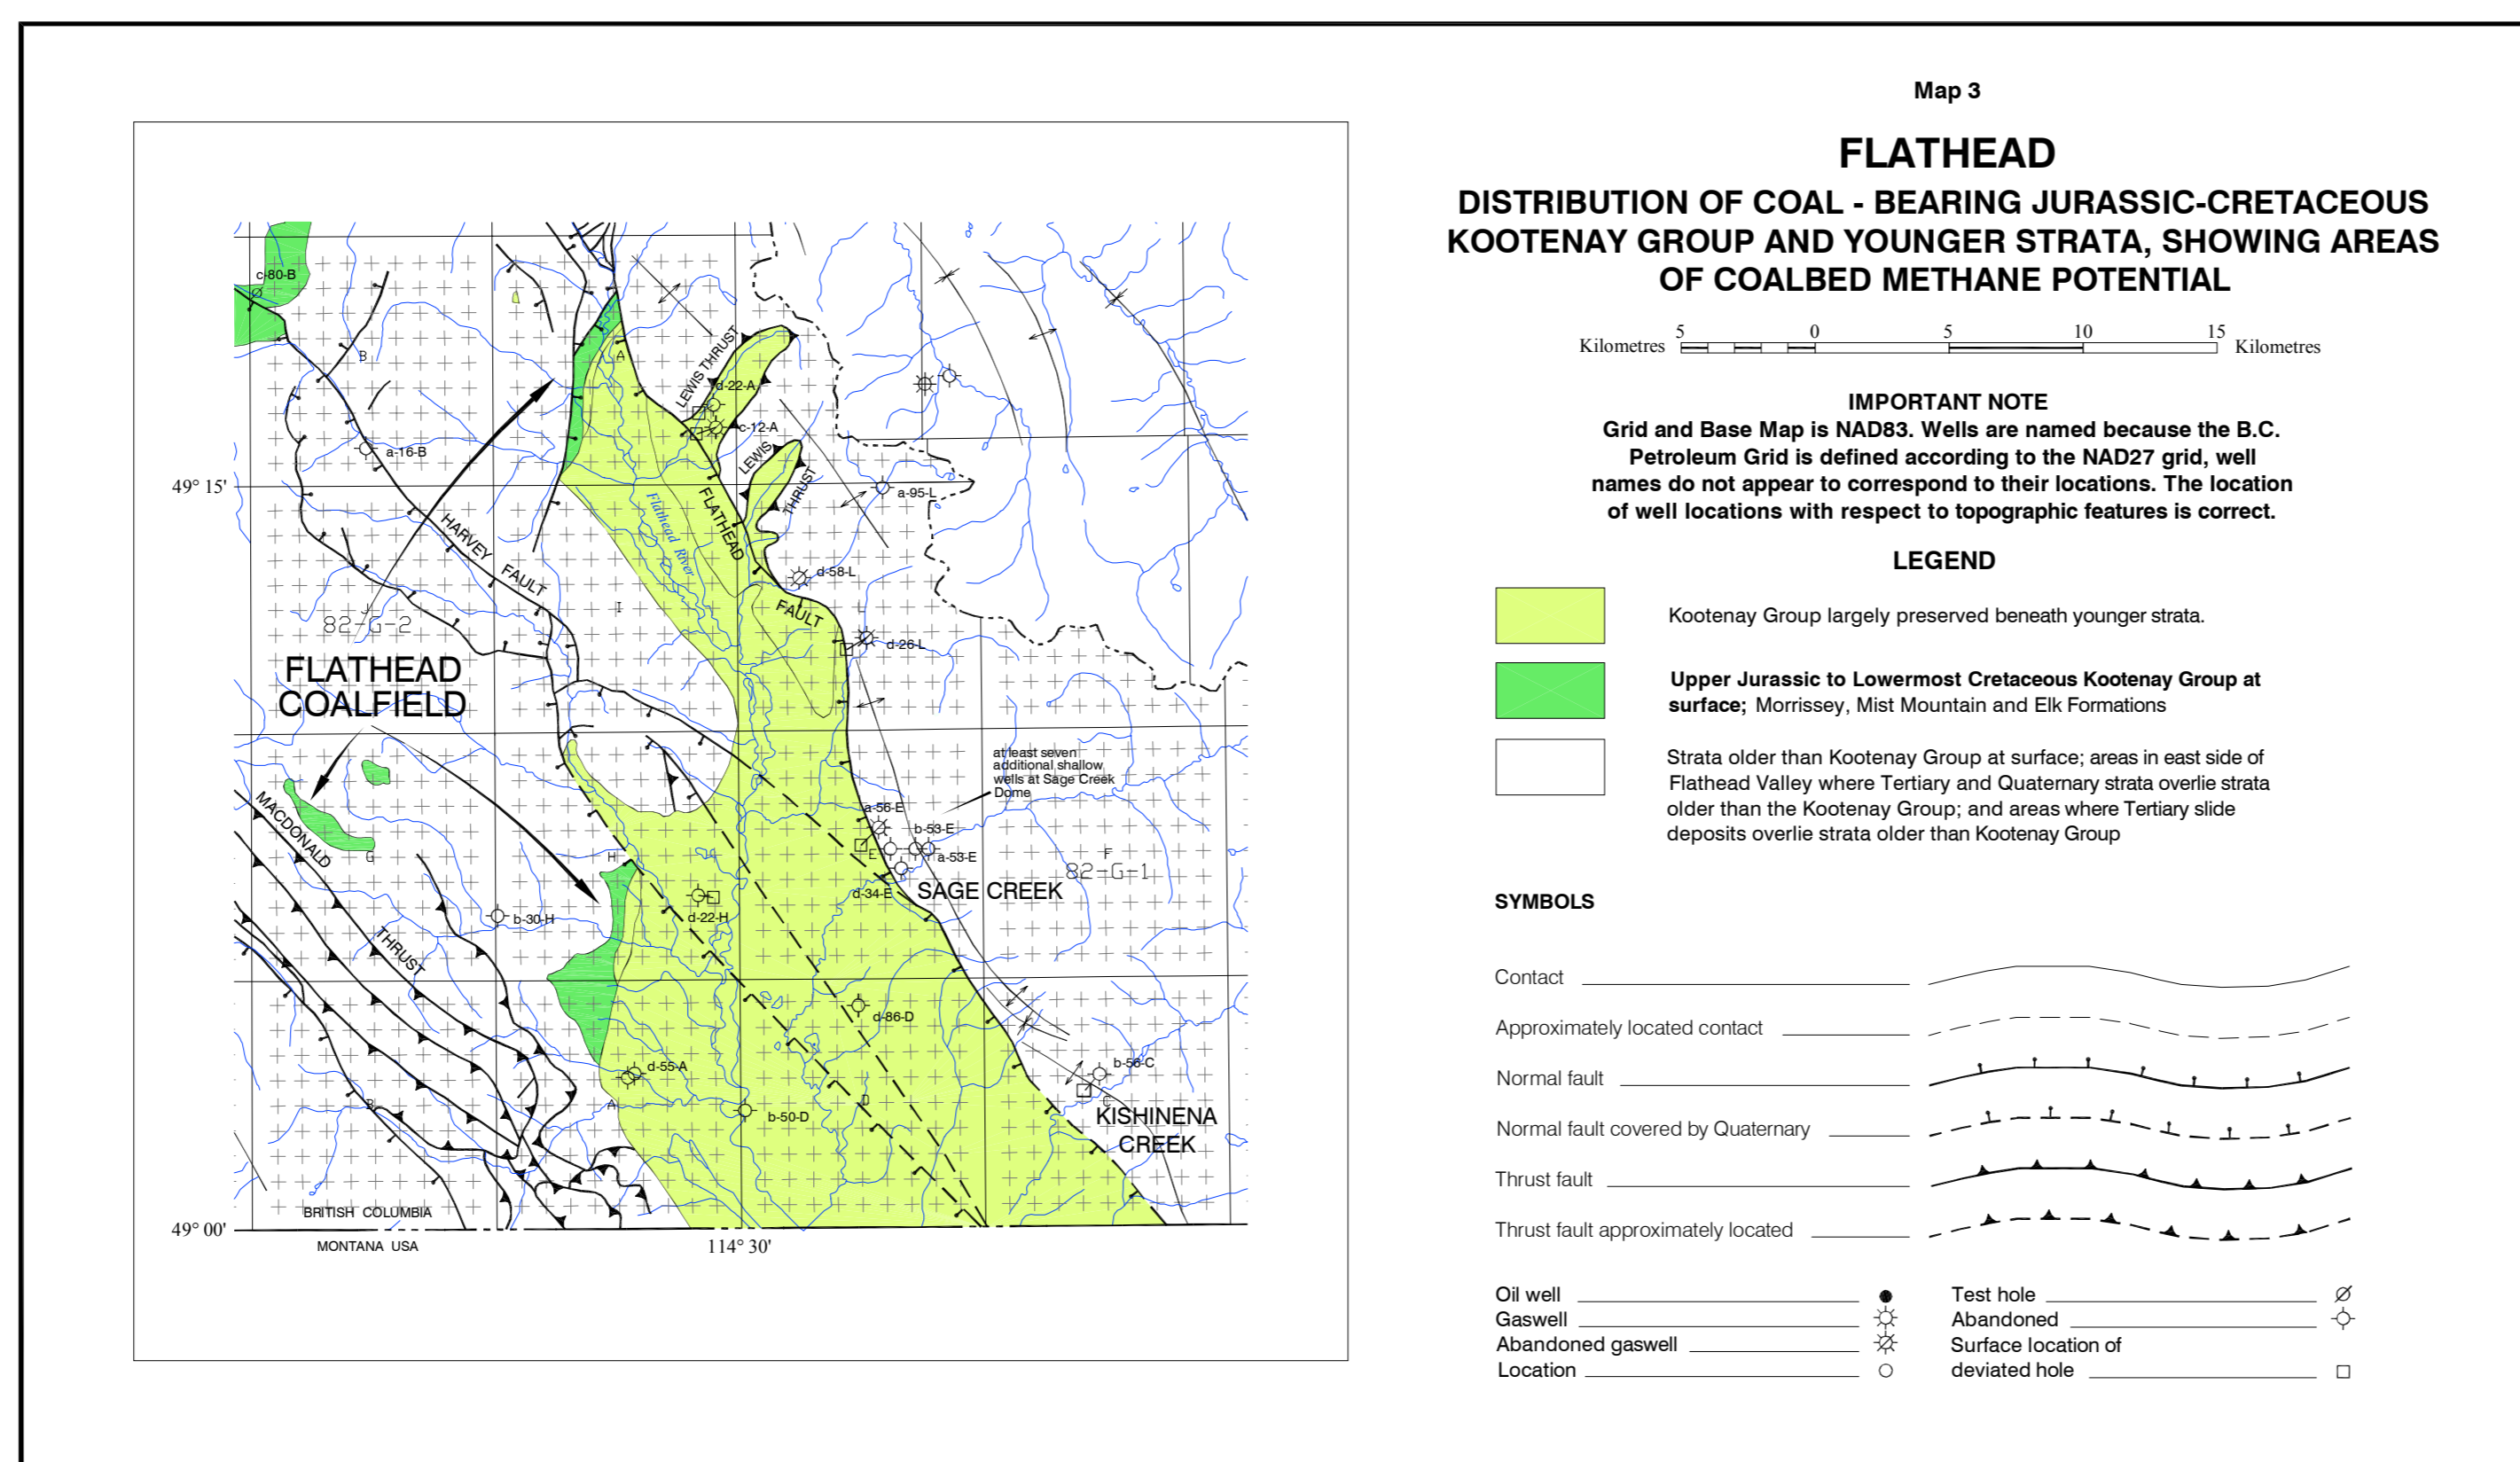 Map 3
FLATHEAD
DISTRIBUTION OF COAL - BEARING JURASSIC-CRETACEOUS
KOOTENAY GROUP AND YOUNGER STRATA, SHOWING AREAS
OF COALBED METHANE POTENTIAL
5 0 5 10 15
Kilometres Kilometres
IMPORTANT NOTE
Grid and Base Map is NAD83. Wells are named because the B.C.
Petroleum Grid is defined according to the NAD27 grid, well
names do not appear to correspond to their locations. The location
of well locations with respect to topographic features is correct.
LEGEND
Kootenay Group largely preserved beneath younger strata.
Upper Jurassic to Lowermost Cretaceous Kootenay Group at
surface; Morrissey, Mist Mountain and Elk Formations
Strata older than Kootenay Group at surface; areas in east side of
Flathead Valley where Tertiary and Quaternary strata overlie strata
older than the Kootenay Group; and areas where Tertiary slide
deposits overlie strata older than Kootenay Group
SYMBOLS
Contact
Approximately located contact
Normal fault
Normal fault covered by Quaternary
Thrust fault
Thrust fault approximately located
Oil well
Gaswell
Abandoned gaswell
Location
Test hole
Abandoned
Surface location of
deviated hole
c-80-B
B
A
LEWIS THRUST
d-22-A
c-12-A
a-16-B
LEWIS
THRUST
a-95-L
49° 15'
Flathead River
FLATHEAD
FAULT
HARVEY
FAULT
d-58-L
J
I
L
82-G-2
d-26-L
FLATHEAD
COALFIELD
at least seven
additional shallow
wells at Sage Creek
Dome
a-56-E
b-53-E
MACDONALD
THRUST
G
H
E
a-53-E
F
82-G-1
d-34-E
SAGE CREEK
b-30-H
d-22-H
d-86-D
d-55-A
b-56-C
B
A
D
C
b-50-D
KISHINENA
CREEK
BRITISH COLUMBIA
49° 00'
MONTANA USA
114° 30'